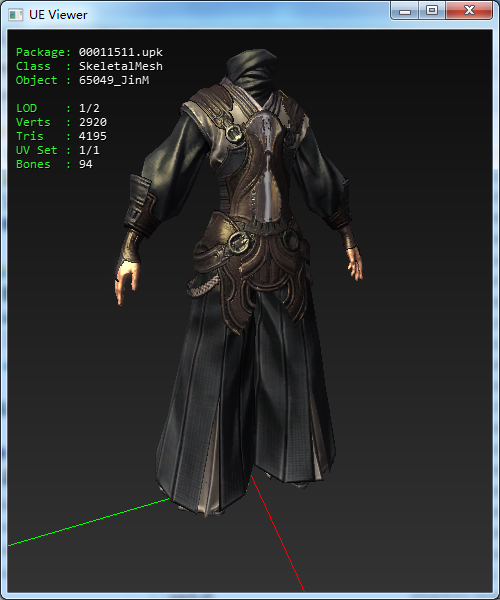 UE Viewer
Package: 00011511.upk
Class : SkeletalMesh
Object : 65049_JinM
LOD : 1/2
Verts : 2920
Tris : 4195
UV Set : 1/1
Bones : 94